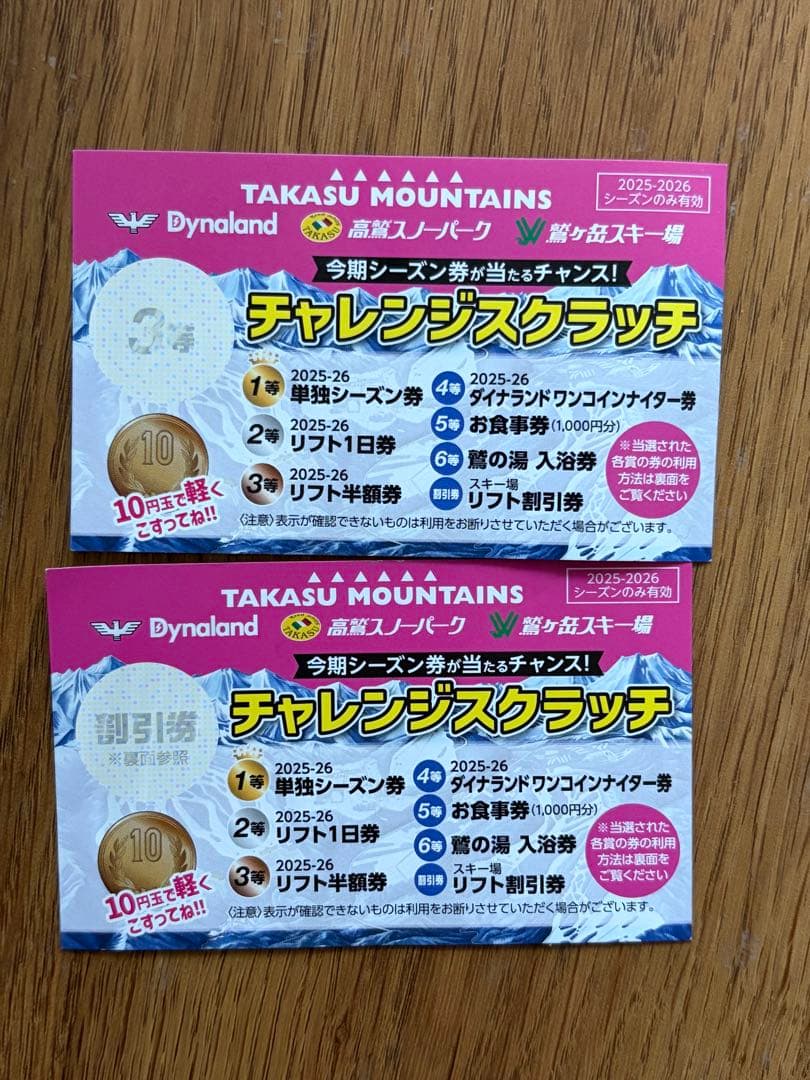 TAKASU MOUNTAINS
2025-2026
シーズンのみ有効
Dynaland
TAKASU
高鷲スノーパーク
鷲ヶ岳スキー場
今期シーズン券が当たるチャンス!
チャレンジスクラッチ
3等
1等 2025-26
単独シーズン券
2等 2025-26
リフト1日券
3等 2025-26
リフト半額券
4等 2025-26
ダイナランドワンコインナイター券
5等 お食事券(1,000円分)
6等 鷲の湯 入浴券
割引券 スキー場
リフト割引券
※当選された
各賞の券の利用
方法は裏面を
ご覧ください
10
10円玉で軽く
こすってね!!
〈注意〉表示が確認できないものは利用をお断りさせていただく場合がございます。
TAKASU MOUNTAINS
2025-2026
シーズンのみ有効
Dynaland
TAKASU
高鷲スノーパーク
鷲ヶ岳スキー場
今期シーズン券が当たるチャンス!
チャレンジスクラッチ
割引券
※裏面参照
1等 2025-26
単独シーズン券
2等 2025-26
リフト1日券
3等 2025-26
リフト半額券
4等 2025-26
ダイナランドワンコインナイター券
5等 お食事券(1,000円分)
6等 鷲の湯 入浴券
割引券 スキー場
リフト割引券
※当選された
各賞の券の利用
方法は裏面を
ご覧ください
10
10円玉で軽く
こすってね!!
〈注意〉表示が確認できないものは利用をお断りさせていただく場合がございます。